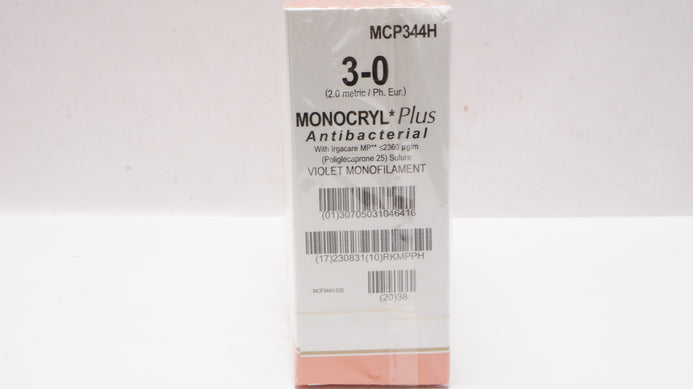 MCP344H
3-0
(2.0 metric / Ph. Eur.)
MONOCRYL* Plus
Antibacterial
With Irgacare MP** ≤2360 µg/m
(Poliglecaprone 25) Suture
VIOLET MONOFILAMENT
(01)30705031046416
(17)230831(10)RKMPPH
(20)38